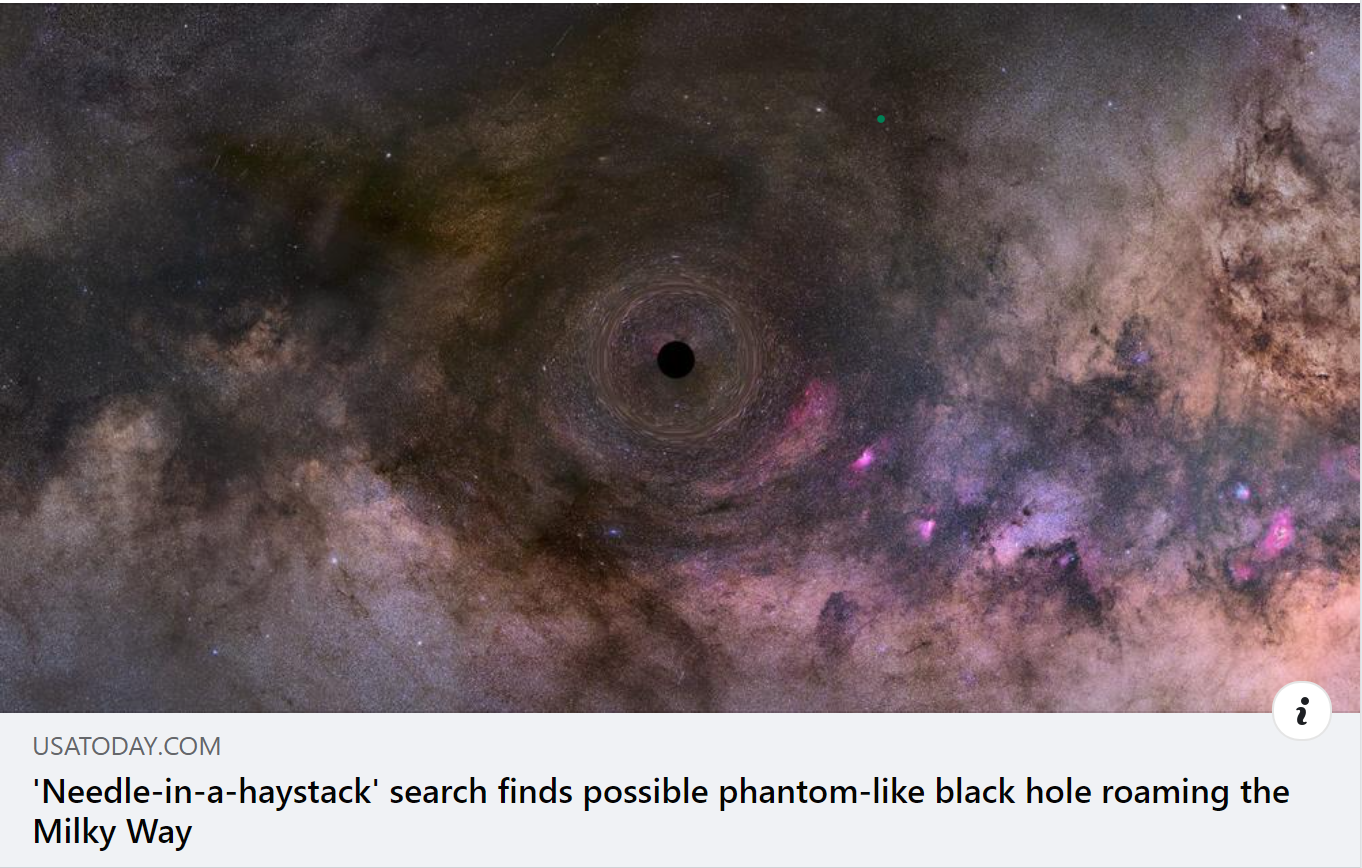 USATODAY.COM
'Needle-in-a-haystack' search finds possible phantom-like black hole roaming the
Milky Way